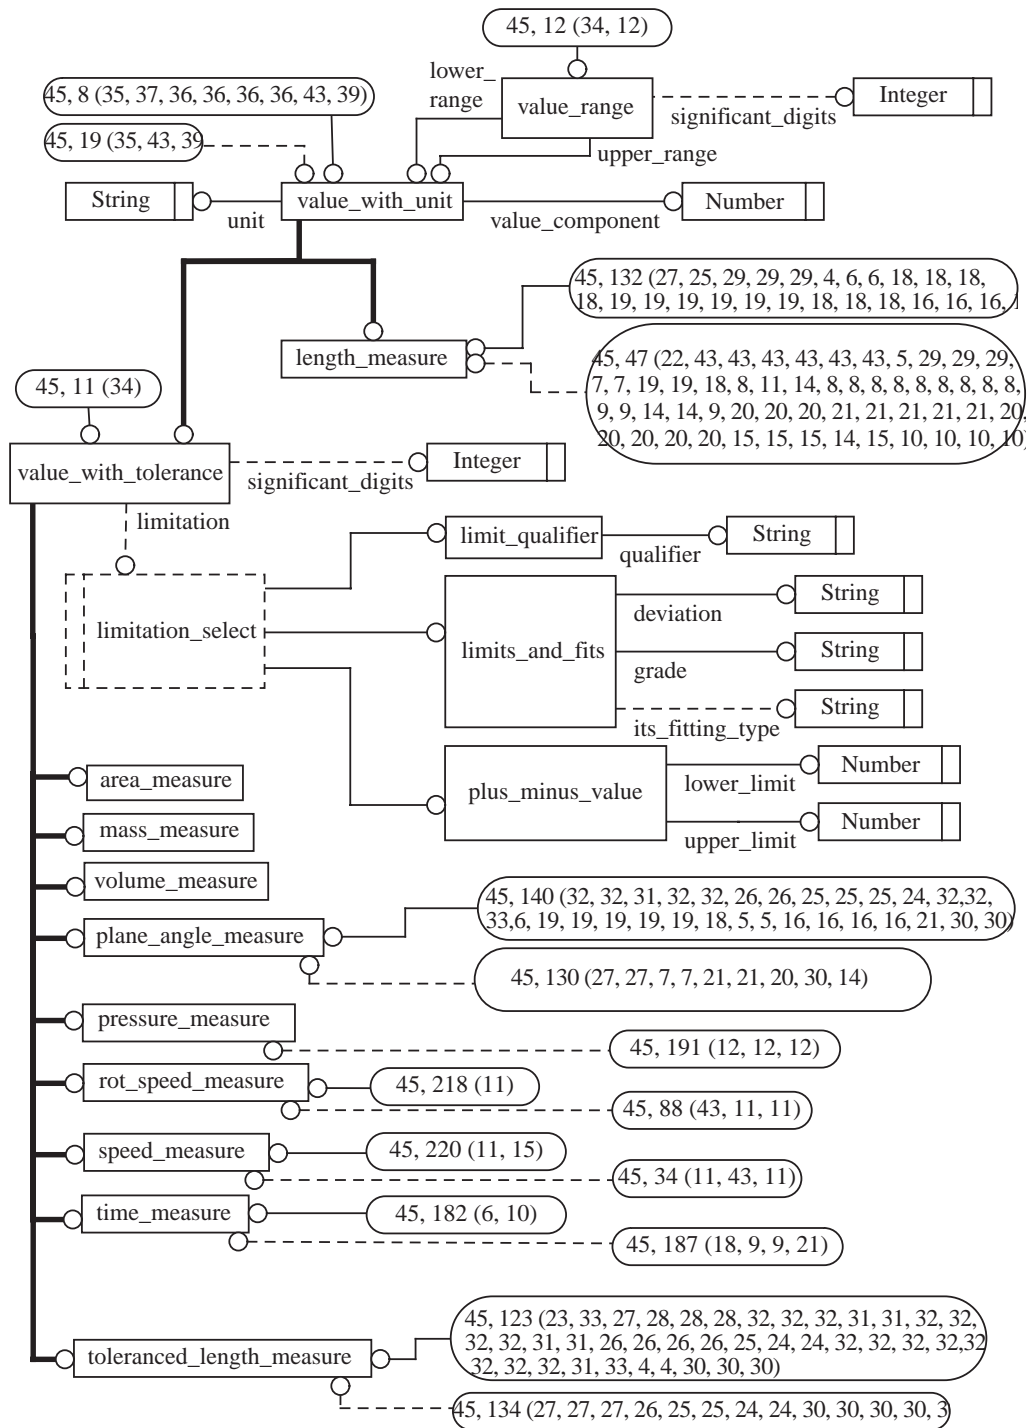 45, 12 (34, 12)
lower_
range
value_range
significant_digits
Integer
45, 8 (35, 37, 36, 36, 36, 36, 43, 39)
45, 19 (35, 43, 39
upper_range
String
unit
value_with_unit
value_component
Number
45, 132 (27, 25, 29, 29, 29, 4, 6, 6, 18, 18, 18,
18, 19, 19, 19, 19, 19, 19, 18, 18, 18, 16, 16, 16, 1
length_measure
45, 47 (22, 43, 43, 43, 43, 43, 43, 5, 29, 29, 29,
7, 7, 19, 19, 18, 8, 11, 14, 8, 8, 8, 8, 8, 8, 8, 8, 8,
9, 9, 14, 14, 9, 20, 20, 20, 21, 21, 21, 21, 21, 20,
20, 20, 20, 20, 15, 15, 15, 14, 15, 10, 10, 10, 10)
45, 11 (34)
value_with_tolerance
significant_digits
Integer
limitation
limit_qualifier
qualifier
String
limitation_select
limits_and_fits
deviation
String
grade
String
its_fitting_type
String
plus_minus_value
lower_limit
Number
upper_limit
Number
area_measure
mass_measure
volume_measure
plane_angle_measure
45, 140 (32, 32, 31, 32, 32, 26, 26, 25, 25, 25, 24, 32,32,
33,6, 19, 19, 19, 19, 19, 18, 5, 5, 16, 16, 16, 16, 21, 30, 30)
45, 130 (27, 27, 7, 7, 21, 21, 20, 30, 14)
pressure_measure
45, 191 (12, 12, 12)
rot_speed_measure
45, 218 (11)
45, 88 (43, 11, 11)
speed_measure
45, 220 (11, 15)
45, 34 (11, 43, 11)
time_measure
45, 182 (6, 10)
45, 187 (18, 9, 9, 21)
toleranced_length_measure
45, 123 (23, 33, 27, 28, 28, 28, 32, 32, 32, 31, 31, 32, 32,
32, 32, 31, 31, 26, 26, 26, 26, 25, 24, 24, 32, 32, 32, 32,32
32, 32, 32, 31, 33, 4, 4, 30, 30, 30)
45, 134 (27, 27, 27, 26, 25, 25, 24, 24, 30, 30, 30, 30, 3